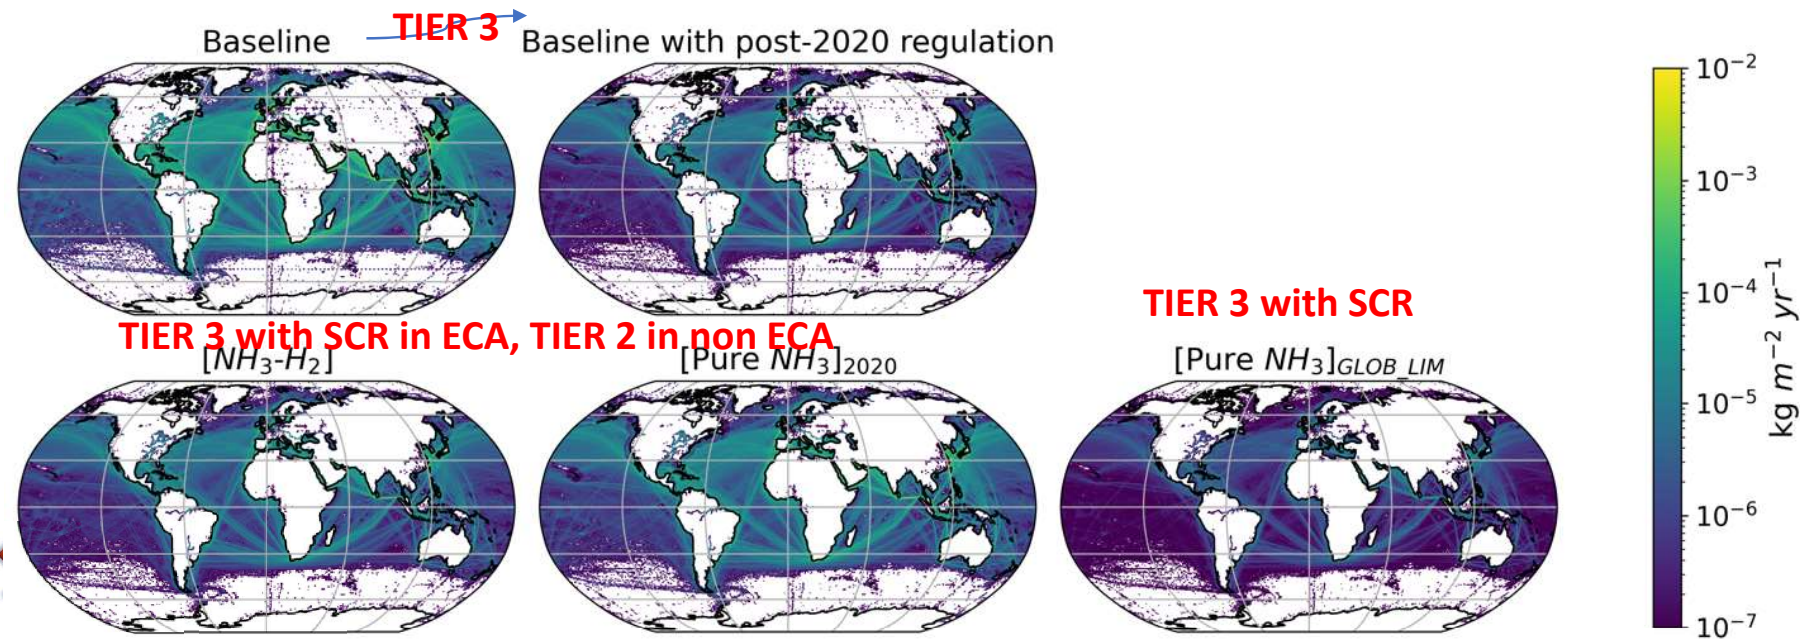 TIER 3
Baseline
Baseline with post-2020 regulation
TIER 3 with SCR in ECA, TIER 2 in non ECA
TIER 3 with SCR
[NH₃-H₂]
[Pure NH₃]₂₀₂₀
[Pure NH₃]GLOB_LIM
10⁻²
10⁻³
10⁻⁴
10⁻⁵
10⁻⁶
10⁻⁷
kg m⁻² yr⁻¹